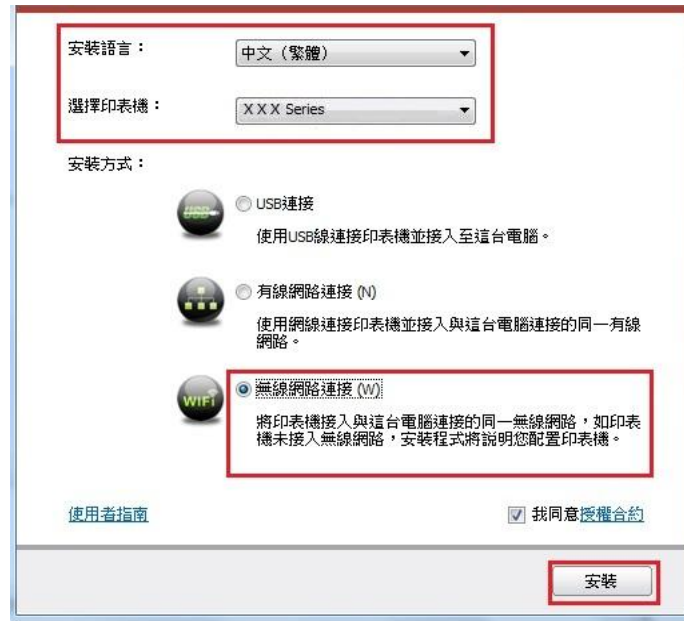 安裝語言：
中文（繁體）
選擇印表機：
X X X Series
安裝方式：
USB
USB連接
使用USB線連接印表機並接入至這台電腦。
有線網路連接 (N)
使用網線連接印表機並接入與這台電腦連接的同一有線
網路。
WiFi
無線網路連接 (W)
將印表機接入與這台電腦連接的同一無線網路，如印表
機未接入無線網路，安裝程式將説明您配置印表機。
使用者指南
我同意授權合約
安裝